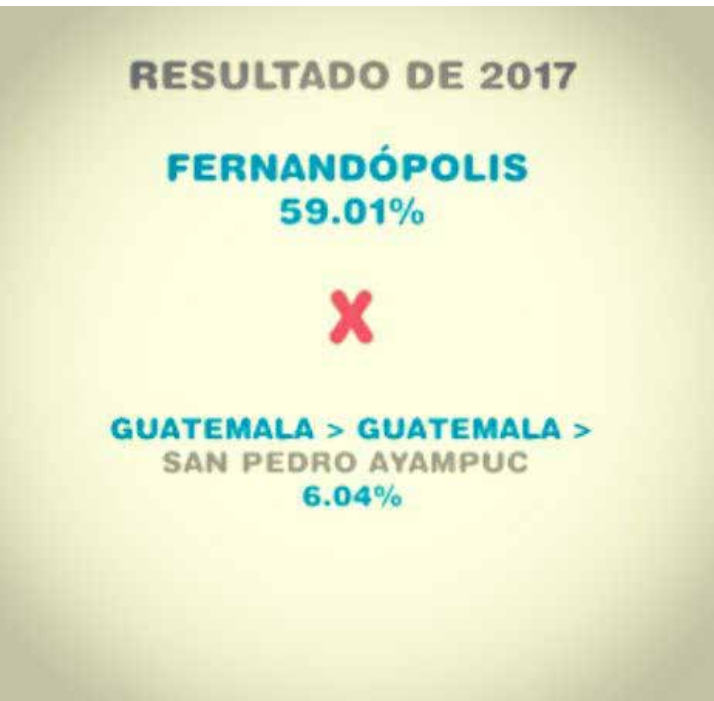 RESULTADO DE 2017
FERNANDÓPOLIS
59.01%
X
GUATEMALA > GUATEMALA >
SAN PEDRO AYAMPUC
6.04%